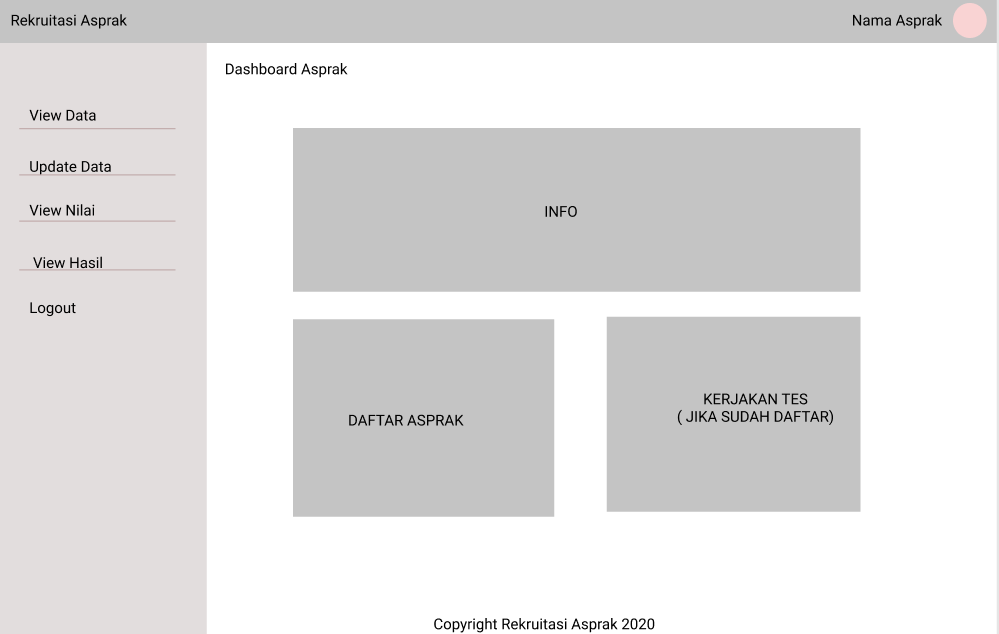 Rekruitasi Asprak
Nama Asprak
Dashboard Asprak
View Data
Update Data
View Nilai
View Hasil
Logout
INFO
DAFTAR ASPRAK
KERJAKAN TES
( JIKA SUDAH DAFTAR)
Copyright Rekruitasi Asprak 2020